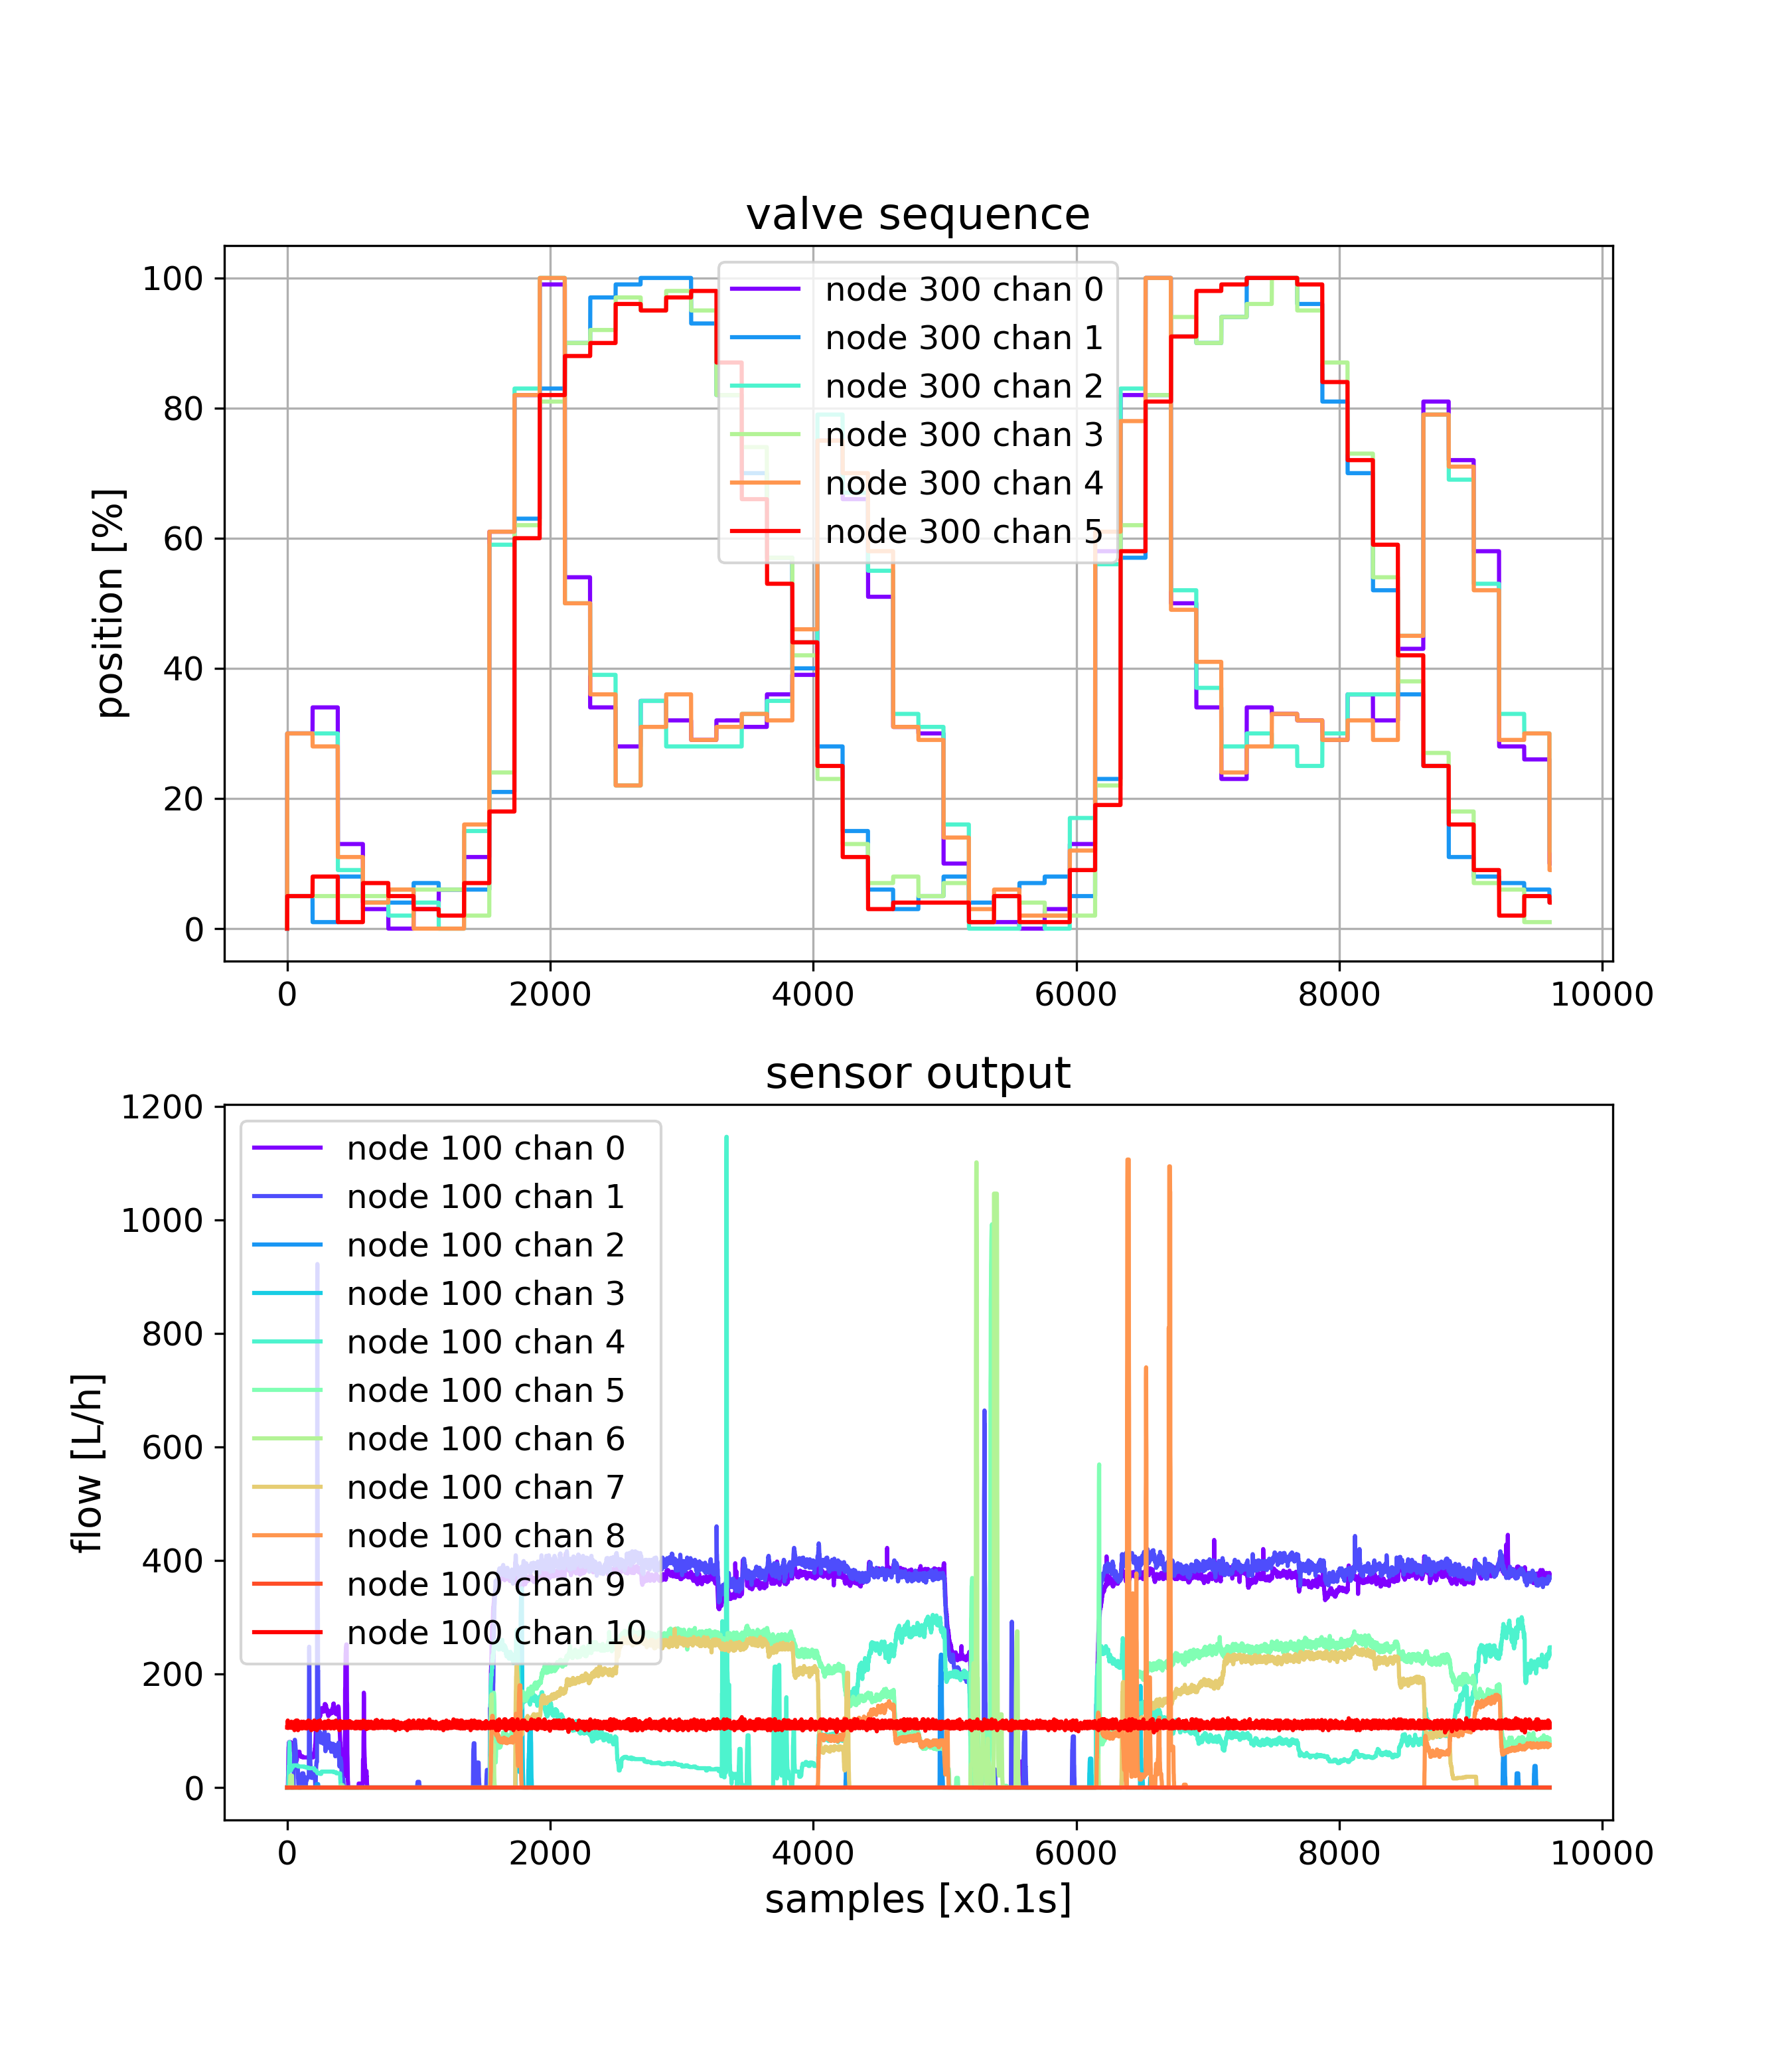 valve sequence
position [%]
100
80
60
40
20
0
node 300 chan 0
node 300 chan 1
node 300 chan 2
node 300 chan 3
node 300 chan 4
node 300 chan 5
0 2000 4000 6000 8000 10000
sensor output
flow [L/h]
1200
1000
800
600
400
200
0
node 100 chan 0
node 100 chan 1
node 100 chan 2
node 100 chan 3
node 100 chan 4
node 100 chan 5
node 100 chan 6
node 100 chan 7
node 100 chan 8
node 100 chan 9
node 100 chan 10
0 2000 4000 6000 8000 10000
samples [x0.1s]